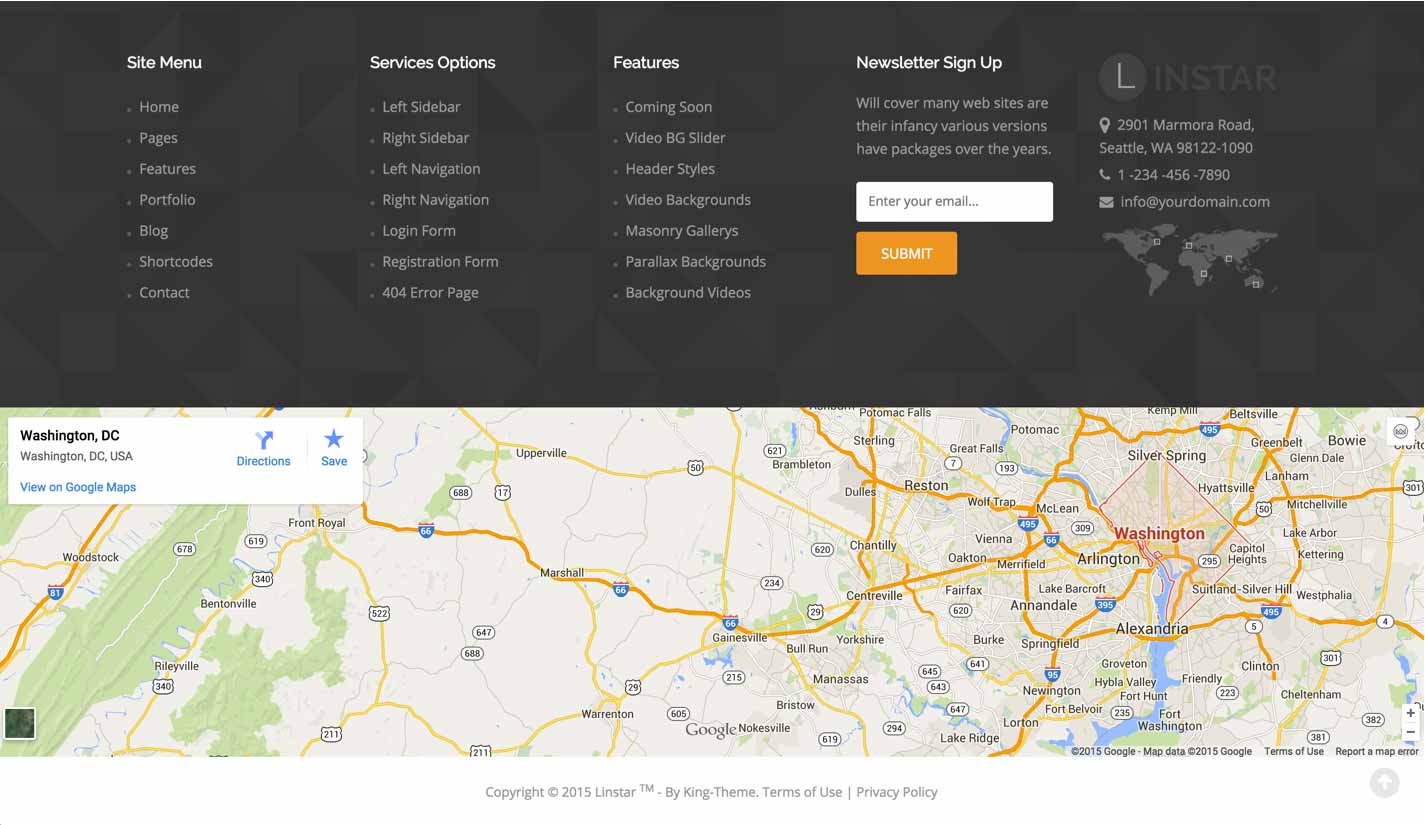 Site Menu
Home
Pages
Features
Portfolio
Blog
Shortcodes
Contact
Services Options
Left Sidebar
Right Sidebar
Left Navigation
Right Navigation
Login Form
Registration Form
404 Error Page
Features
Coming Soon
Video BG Slider
Header Styles
Video Backgrounds
Masonry Gallerys
Parallax Backgrounds
Background Videos
Newsletter Sign Up
Will cover many web sites are
their infancy various versions
have packages over the years.
Enter your email...
SUBMIT
LINSTAR
2901 Marmora Road,
Seattle, WA 98122-1090
1 -234 -456 -7890
info@yourdomain.com
Washington, DC
Washington, DC, USA
Directions
Save
View on Google Maps
Potomac Falls
Kemp Mill
Beltsville
Potomac
495
Sterling
Great Falls
Greenbelt
Bowie
Upperville
621
Brambleton
7
193
Silver Spring
Glenn Dale
50
Lanham
Dulles
Reston
Hyattsville
301
688
17
Wolf Trap
McLean
50
Mitchellville
Front Royal
66
495
309
Washington
Lake Arbor
619
Vienna
66
678
620
Chantilly
Oakton
Merrifield
Arlington
295
Capitol
Heights
Kettering
Woodstock
340
Marshall
234
66
81
Centreville
Fairfax
Lake Barcroft
Suitland-Silver Hill
Westphalia
Bentonville
522
29
620
Annandale
395
495
66
Alexandria
5
4
647
Gainesville
Yorkshire
Burke
Springfield
688
Bull Run
Rileyville
645
641
Groveton
Clinton
301
340
215
Manassas
95
Hybla Valley
Friendly
29
643
Newington
Fort Hunt
223
Cheltenham
Warrenton
605
Bristow
647
Fort Belvoir
235
Fort
Washington
382
211
Google
Nokesville
294
Lorton
619
Lake Ridge
381
211
©2015 Google - Map data ©2015 Google
Terms of Use
Report a map error
Copyright © 2015 Linstar TM - By King-Theme. Terms of Use | Privacy Policy